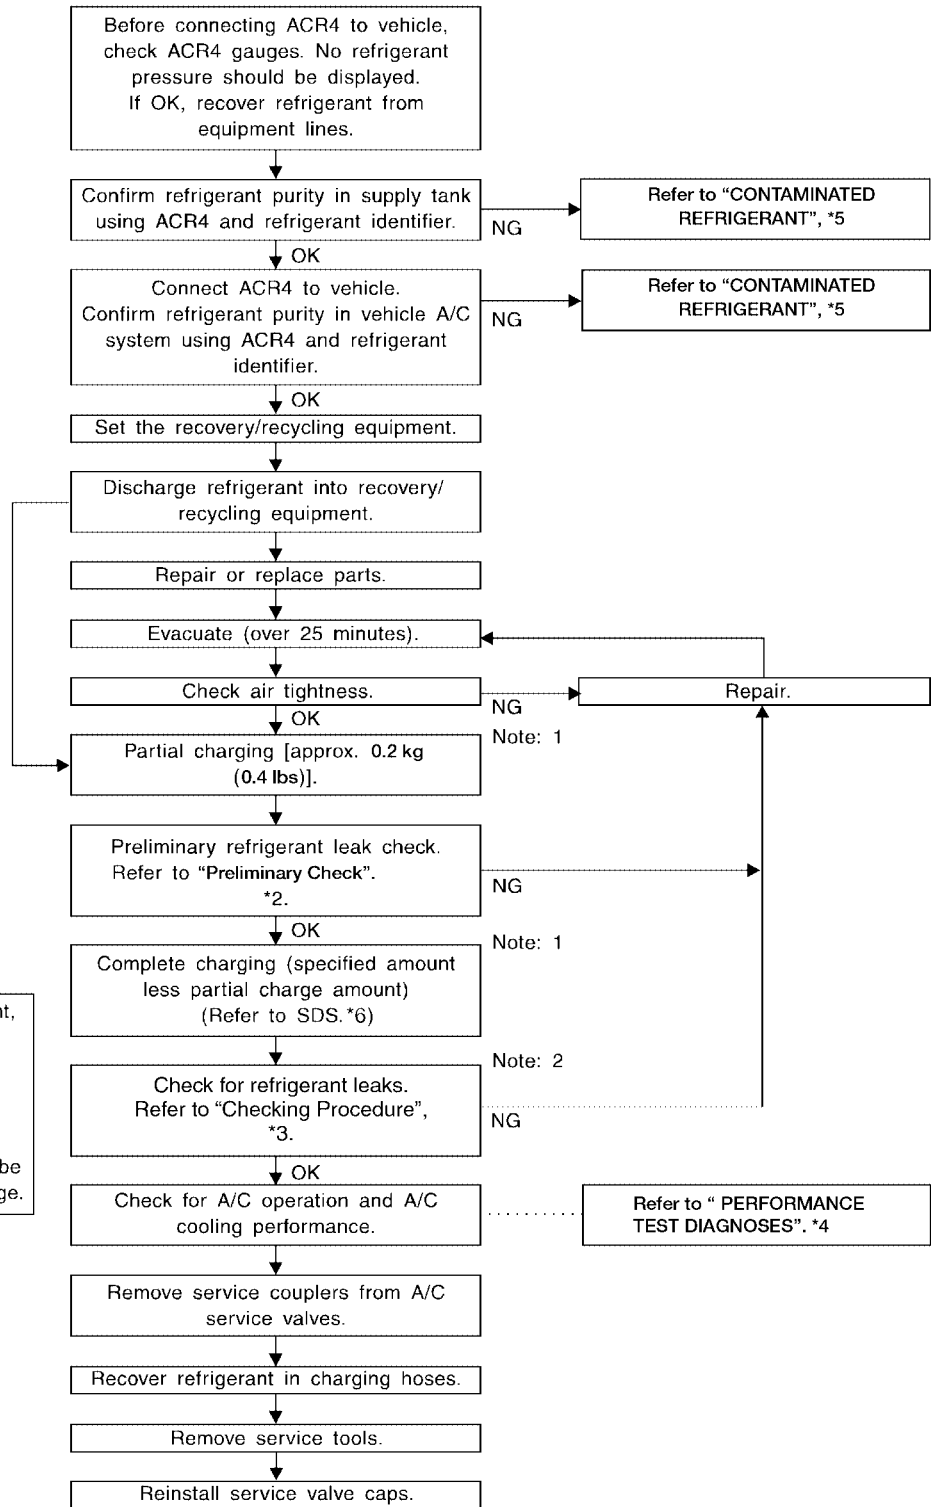 Before connecting ACR4 to vehicle,
check ACR4 gauges. No refrigerant
pressure should be displayed.
If OK, recover refrigerant from
equipment lines.
Confirm refrigerant purity in supply tank
using ACR4 and refrigerant identifier.
NG
Refer to “CONTAMINATED
REFRIGERANT”, *5
OK
Connect ACR4 to vehicle.
Confirm refrigerant purity in vehicle A/C
system using ACR4 and refrigerant
identifier.
NG
Refer to “CONTAMINATED
REFRIGERANT”, *5
OK
Set the recovery/recycling equipment.
Discharge refrigerant into recovery/
recycling equipment.
Repair or replace parts.
Evacuate (over 25 minutes).
Check air tightness.
NG
Repair.
OK
Note: 1
Partial charging [approx. 0.2 kg
(0.4 lbs)].
Preliminary refrigerant leak check.
Refer to “Preliminary Check”.
*2.
NG
OK
Note: 1
Complete charging (specified amount
less partial charge amount)
(Refer to SDS.*6)
nt,
be
ge.
Note: 2
Check for refrigerant leaks.
Refer to “Checking Procedure”,
*3.
NG
OK
Check for A/C operation and A/C
cooling performance.
Refer to “ PERFORMANCE
TEST DIAGNOSES”. *4
Remove service couplers from A/C
service valves.
Recover refrigerant in charging hoses.
Remove service tools.
Reinstall service valve caps.